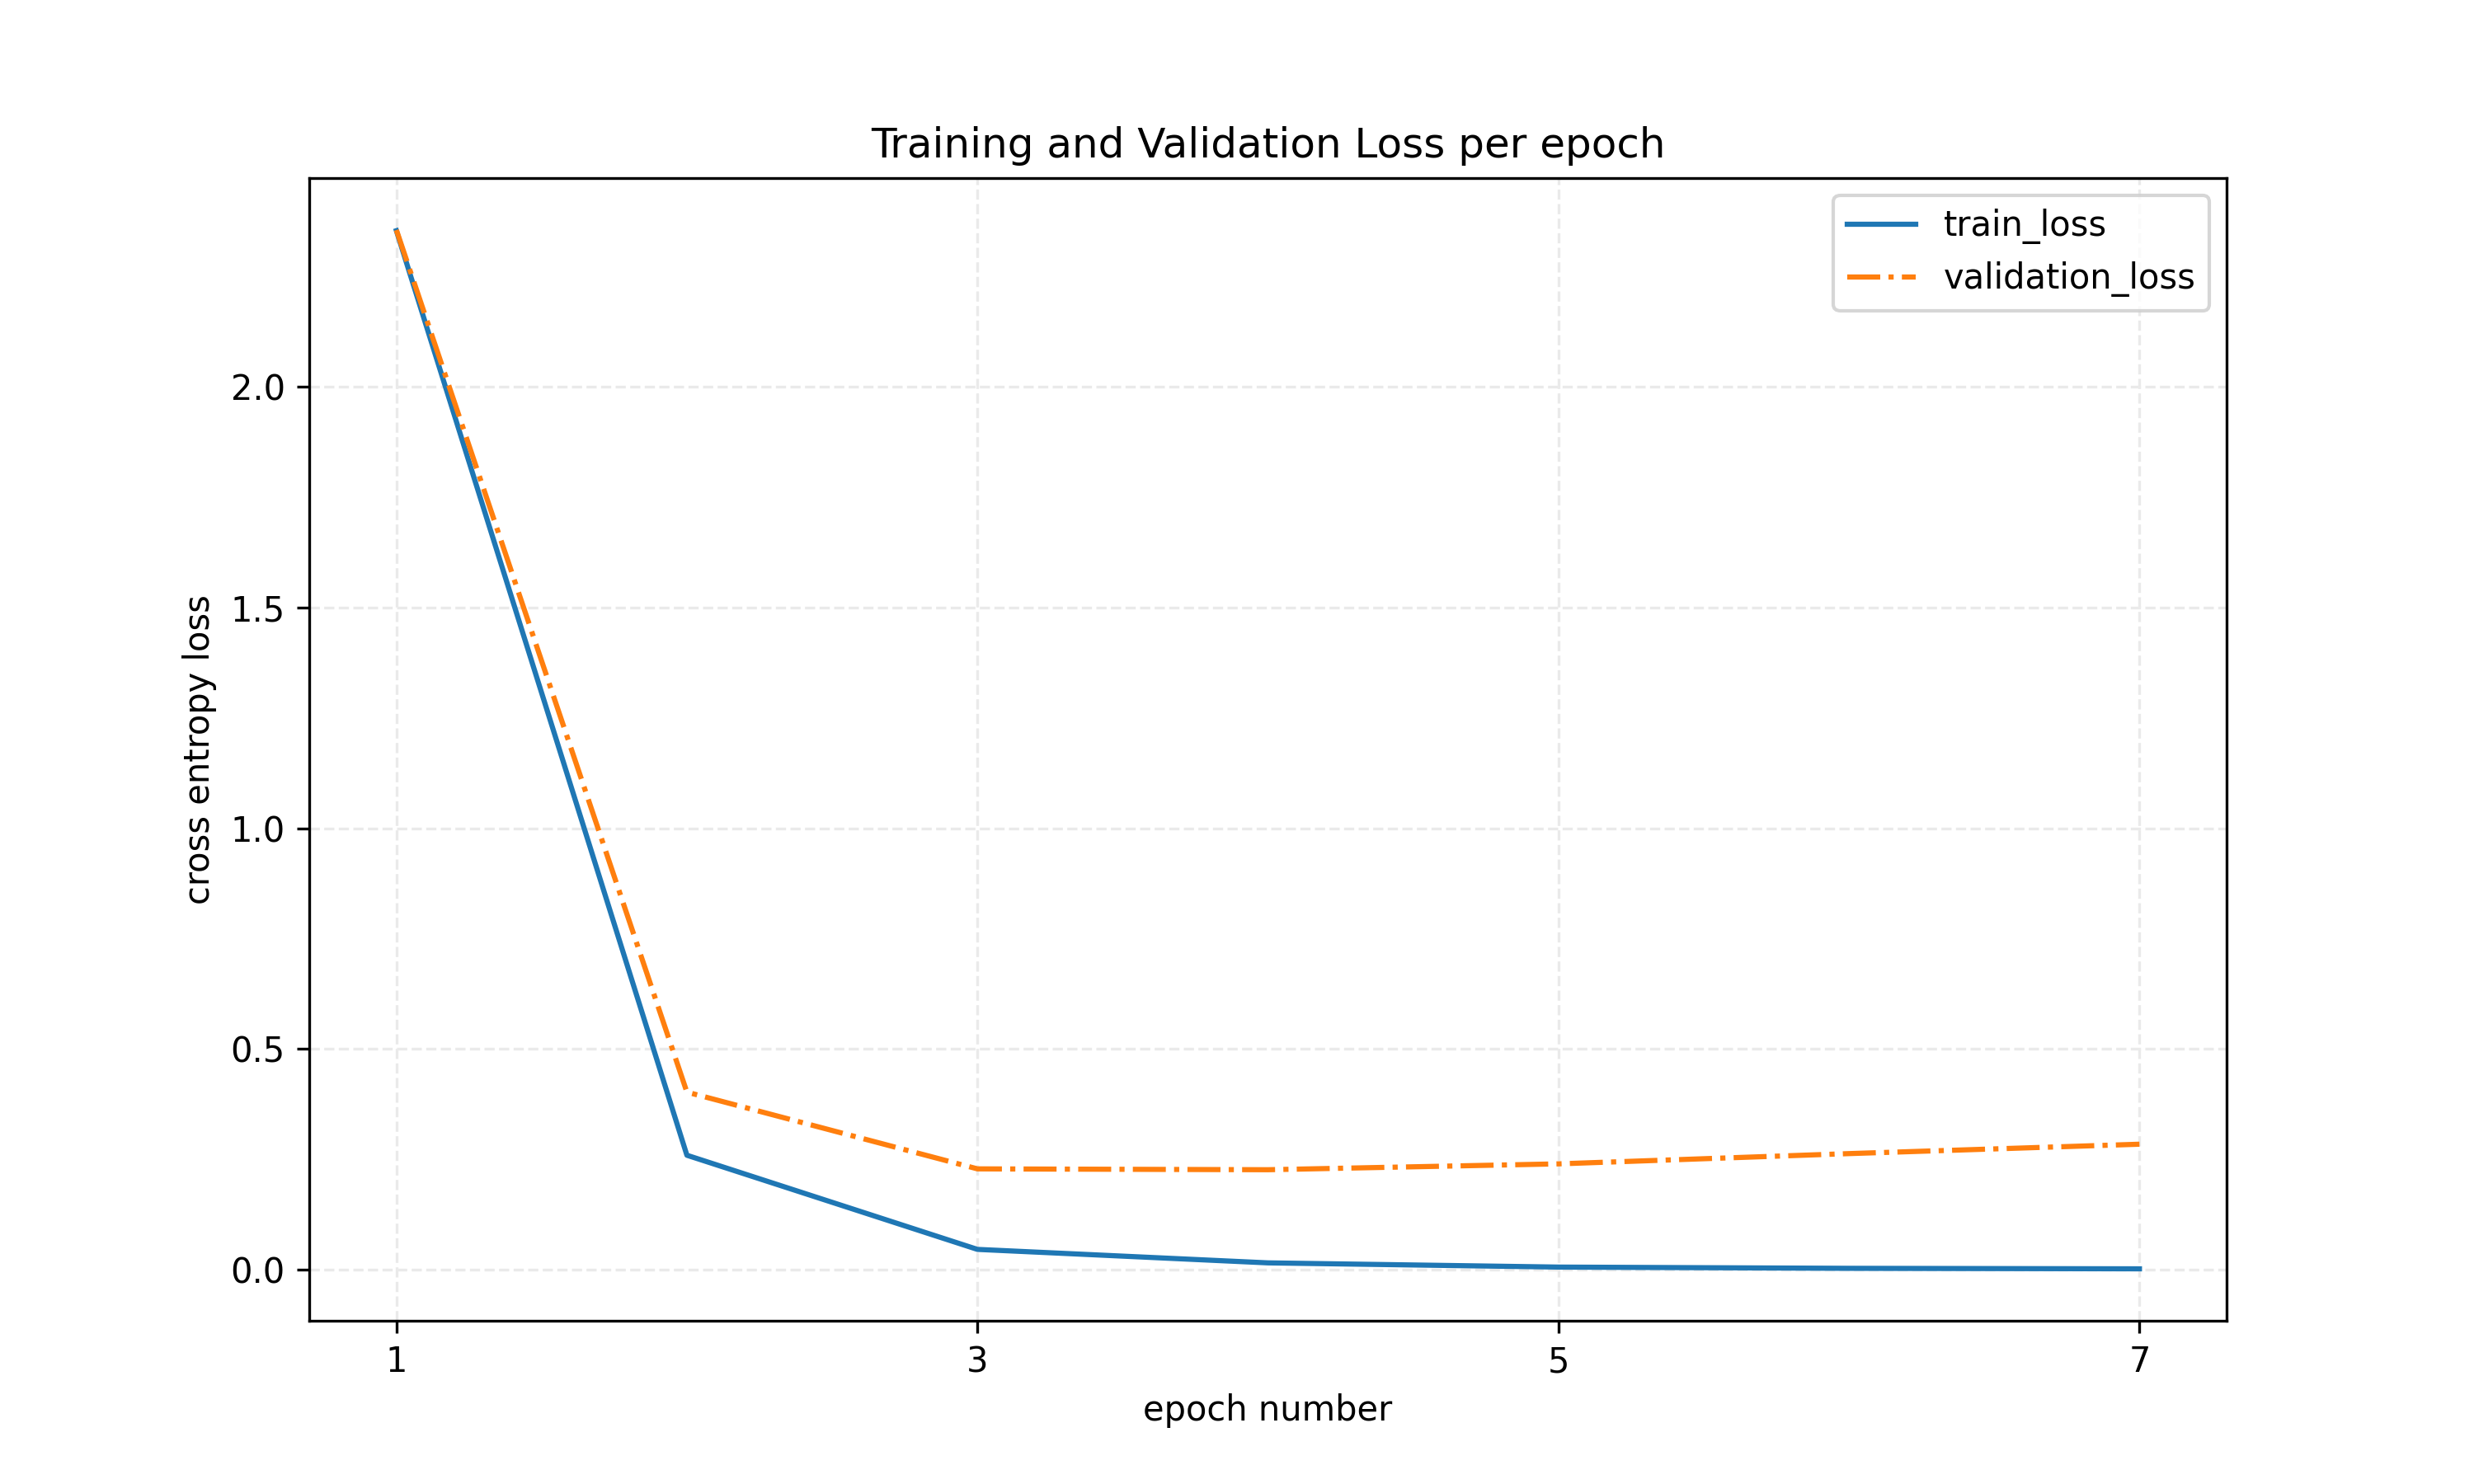 Training and Validation Loss per epoch
train_loss
validation_loss
cross entropy loss
2.0
1.5
1.0
0.5
0.0
1 3 5 7
epoch number